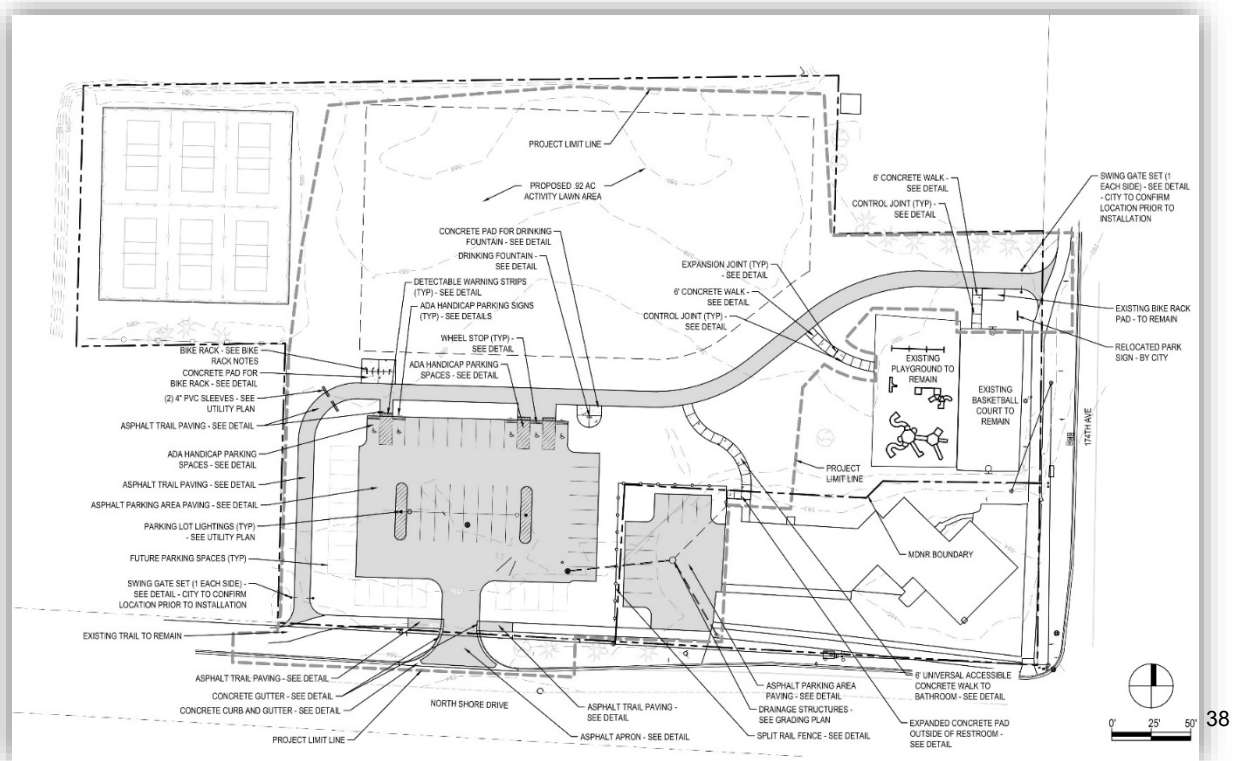 PROJECT LIMIT LINE
PROPOSED .92 AC
ACTIVITY LAWN AREA
6' CONCRETE WALK -
SEE DETAIL
CONTROL JOINT (TYP) -
SEE DETAIL
SWING GATE SET (1
EACH SIDE) - SEE DETAIL
- CITY TO CONFIRM
LOCATION PRIOR TO
INSTALLATION
CONCRETE PAD FOR DRINKING
FOUNTAIN - SEE DETAIL
DRINKING FOUNTAIN -
SEE DETAIL
DETECTABLE WARNING STRIPS
(TYP) - SEE DETAIL
ADA HANDICAP PARKING SIGNS
(TYP) - SEE DETAILS
WHEEL STOP (TYP) -
SEE DETAIL
ADA HANDICAP PARKING
SPACES - SEE DETAIL
EXPANSION JOINT (TYP)
- SEE DETAIL
6' CONCRETE WALK -
SEE DETAIL
CONTROL JOINT (TYP) -
SEE DETAIL
EXISTING BIKE RACK
PAD - TO REMAIN
RELOCATED PARK
SIGN - BY CITY
EXISTING
PLAYGROUND TO
REMAIN
EXISTING
BASKETBALL
COURT TO
REMAIN
174TH AVE
BIKE RACK - SEE BIKE
RACK NOTES
CONCRETE PAD FOR
BIKE RACK - SEE DETAIL
(2) 4" PVC SLEEVES - SEE
UTILITY PLAN
ASPHALT TRAIL PAVING - SEE DETAIL
ADA HANDICAP PARKING
SPACES - SEE DETAIL
ASPHALT TRAIL PAVING - SEE DETAIL
ASPHALT PARKING AREA PAVING - SEE DETAIL
PARKING LOT LIGHTINGS (TYP)
- SEE UTILITY PLAN
FUTURE PARKING SPACES (TYP)
SWING GATE SET (1 EACH SIDE) -
SEE DETAIL - CITY TO CONFIRM
LOCATION PRIOR TO INSTALLATION
EXISTING TRAIL TO REMAIN
PROJECT
LIMIT LINE
MDNR BOUNDARY
ASPHALT TRAIL PAVING - SEE DETAIL
CONCRETE GUTTER - SEE DETAIL
CONCRETE CURB AND GUTTER - SEE DETAIL
PROJECT LIMIT LINE
NORTH SHORE DRIVE
ASPHALT TRAIL PAVING -
SEE DETAIL
ASPHALT APRON - SEE DETAIL
ASPHALT PARKING AREA
PAVING - SEE DETAIL
DRAINAGE STRUCTURES -
SEE GRADING PLAN
SPLIT RAIL FENCE - SEE DETAIL
6' UNIVERSAL ACCESSIBLE
CONCRETE WALK TO
BATHROOM - SEE DETAIL
EXPANDED CONCRETE PAD
OUTSIDE OF RESTROOM -
SEE DETAIL
0' 25' 50'
38